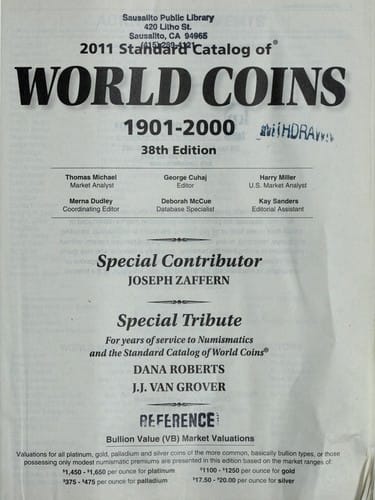 Sausalito Public Library
420 Litho St.
Sausalito, CA 94965
(415) 289-4121
2011 Standard Catalog of®
WORLD COINS
1901-2000
WITHDRAWN
38th Edition
Thomas Michael George Cuhaj Harry Miller
Market Analyst Editor U.S. Market Analyst
Merna Dudley Deborah McCue Kay Sanders
Coordinating Editor Database Specialist Editorial Assistant
Special Contributor
JOSEPH ZAFFERN
Special Tribute
For years of service to Numismatics
and the Standard Catalog of World Coins®
DANA ROBERTS
J.J. VAN GROVER
REFERENCE
Bullion Value (BV) Market Valuations
Valuations for all platinum, gold, palladium and silver coins of the more common, basically bullion types, or those
possessing only modest numismatic premiums are presented in this edition based on the market ranges of:
$1,450 - $1,650 per ounce for platinum $1100 - $1250 per ounce for gold
$375 - $475 per ounce for palladium $17.50 - $20.00 per ounce for silver